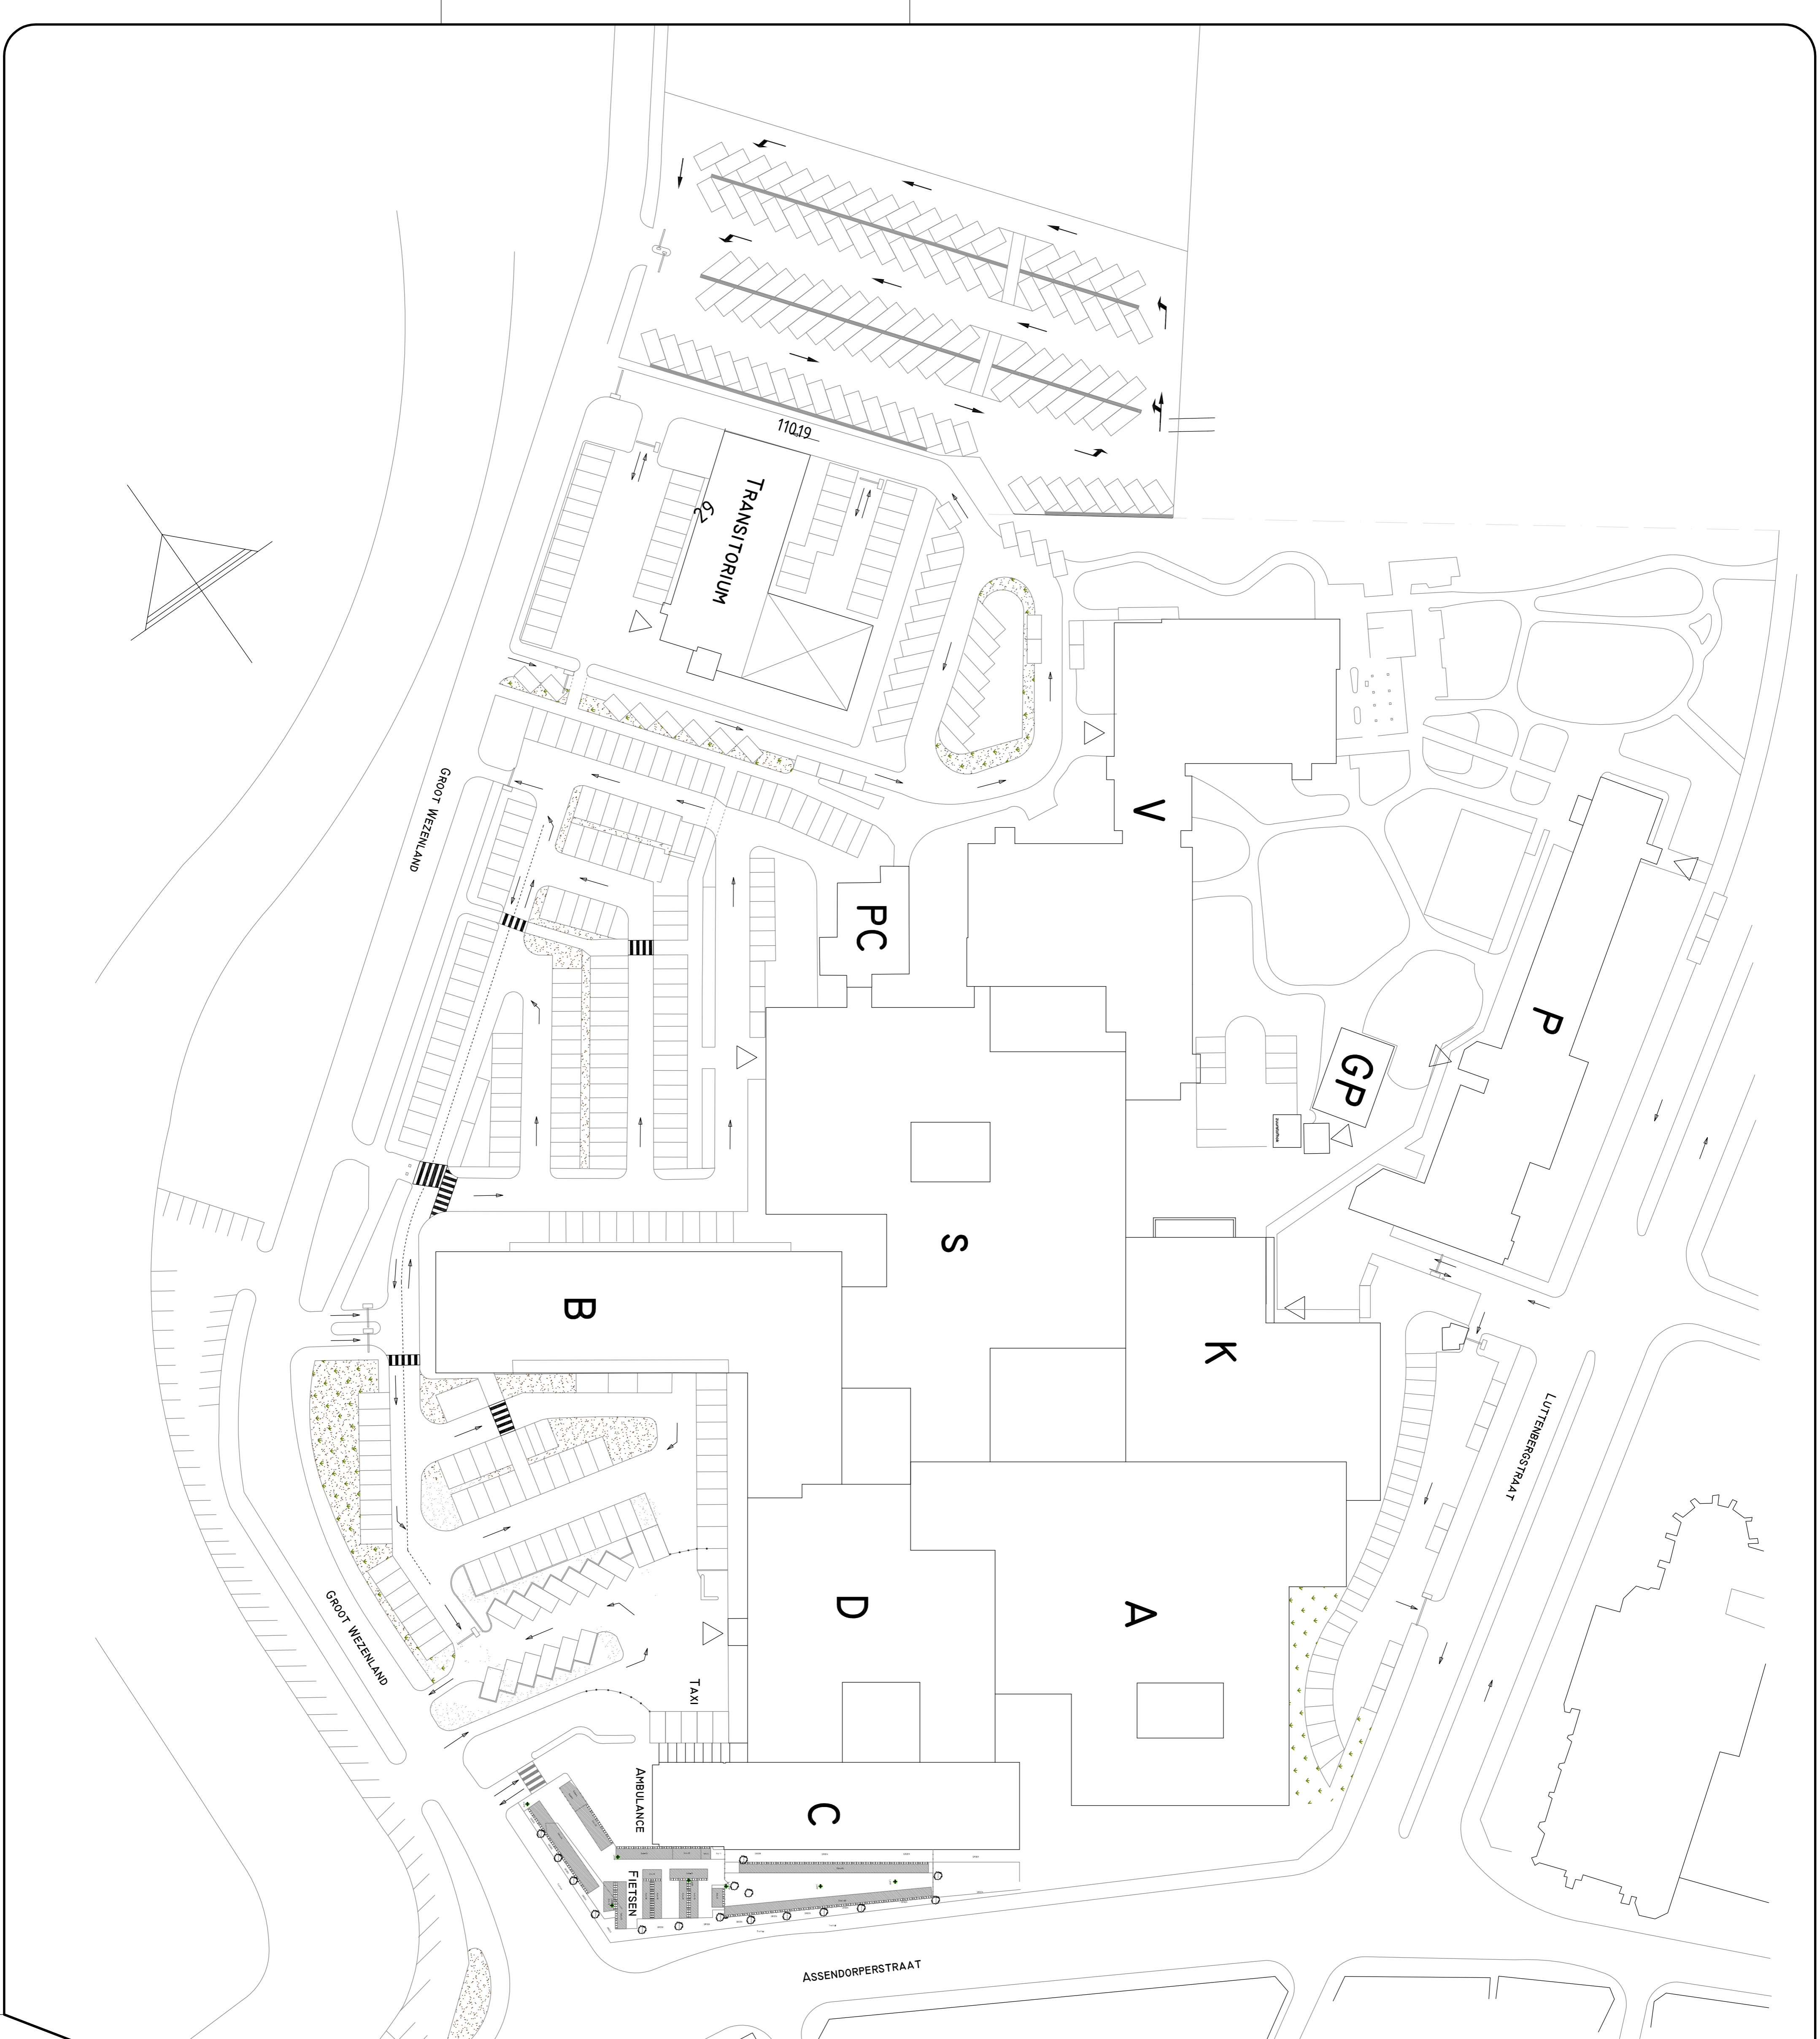 11019
TRANSITORIUM
29
GROOT WEZENLAND
V
PC
P
GP
S
B
K
LUTTENBERGSTRAAT
D
A
GROOT WEZENLAND
TAXI
AMBULANCE
C
FIETSEN
ASSENDORPERSTRAAT